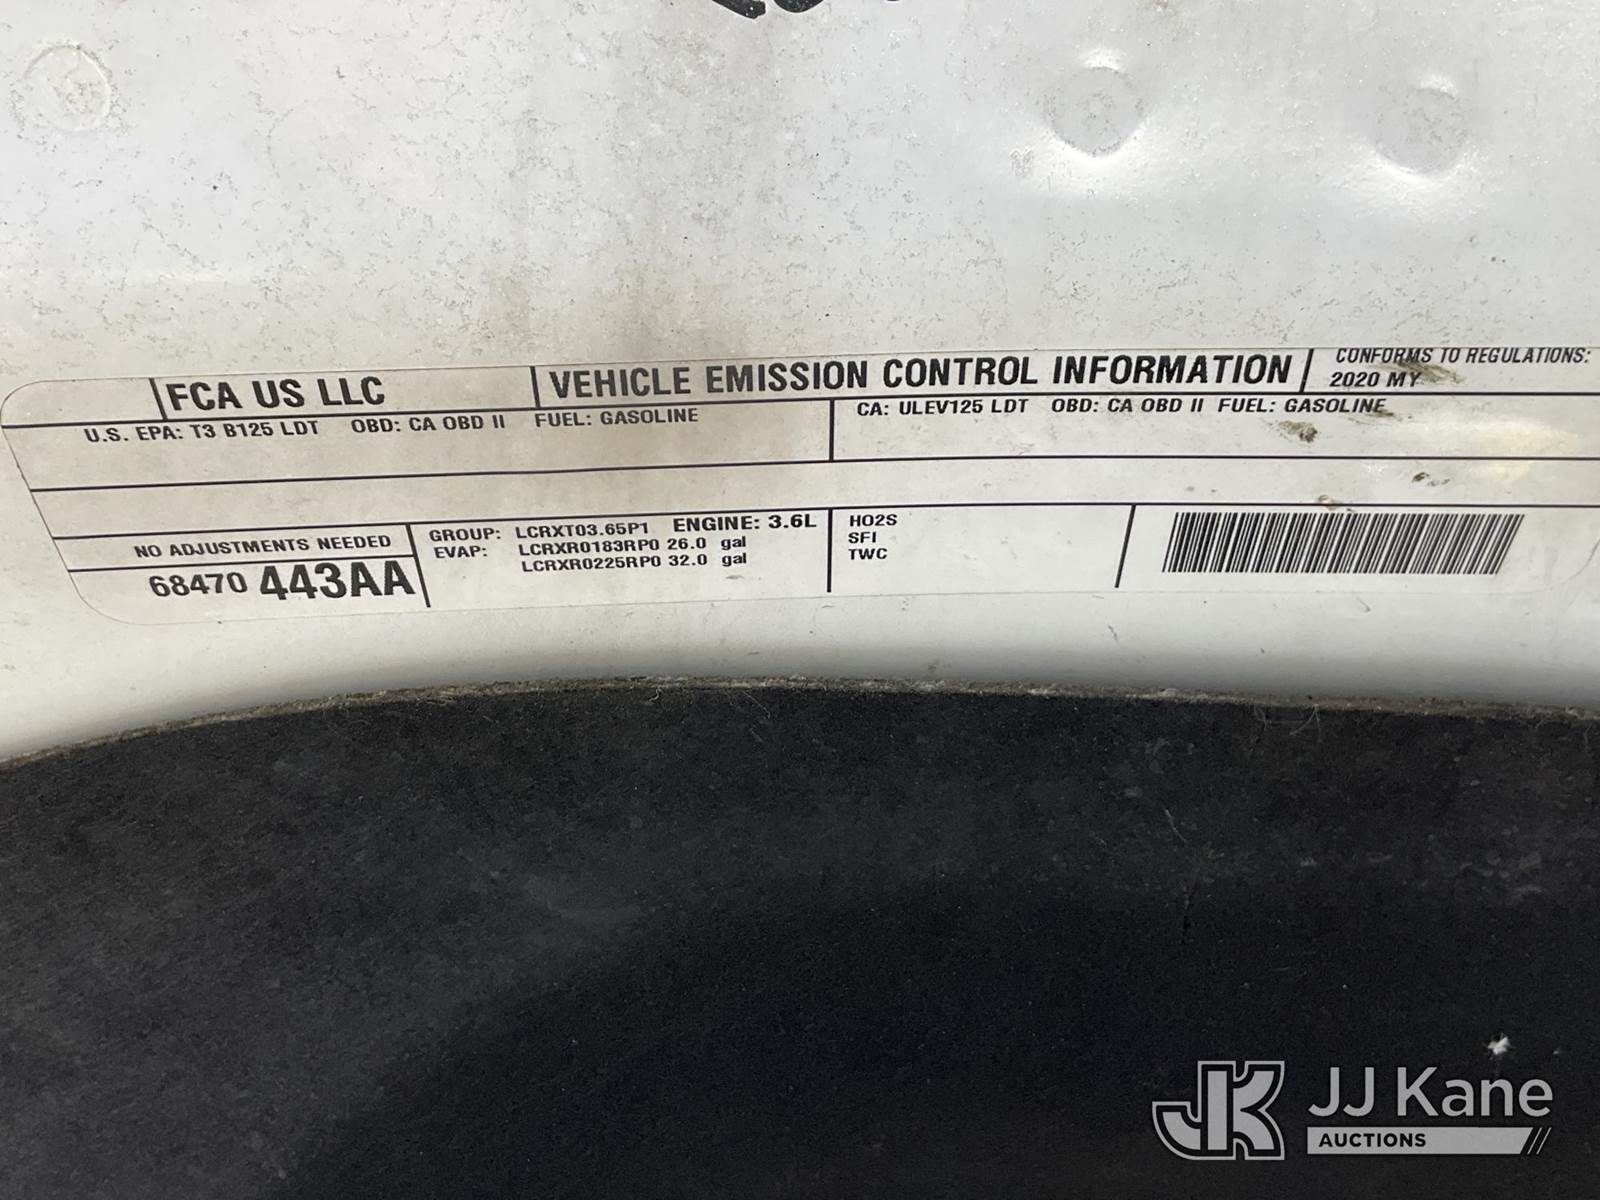 FCA US LLC
VEHICLE EMISSION CONTROL INFORMATION
CONFORMS TO REGULATIONS:
2020 MY
U.S. EPA: T3 B125 LDT OBD: CA OBD II FUEL: GASOLINE
CA: ULEV125 LDT OBD: CA OBD II FUEL: GASOLINE
NO ADJUSTMENTS NEEDED
68470 443AA
GROUP: LCRXT03.65P1 ENGINE: 3.6L
EVAP: LCRXR0183RP0 26.0 gal
LCRXR0225RP0 32.0 gal
HO2S
SFI
TWC
JK JJ Kane
AUCTIONS